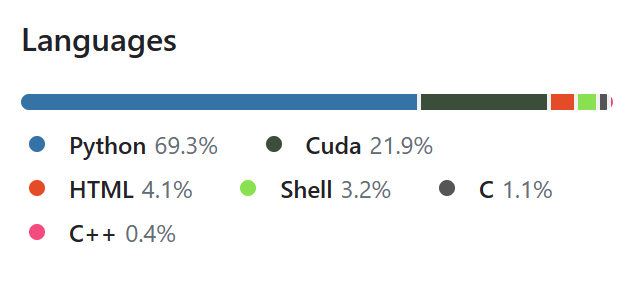 Languages
Python 69.3% Cuda 21.9%
HTML 4.1% Shell 3.2% C 1.1%
C++ 0.4%